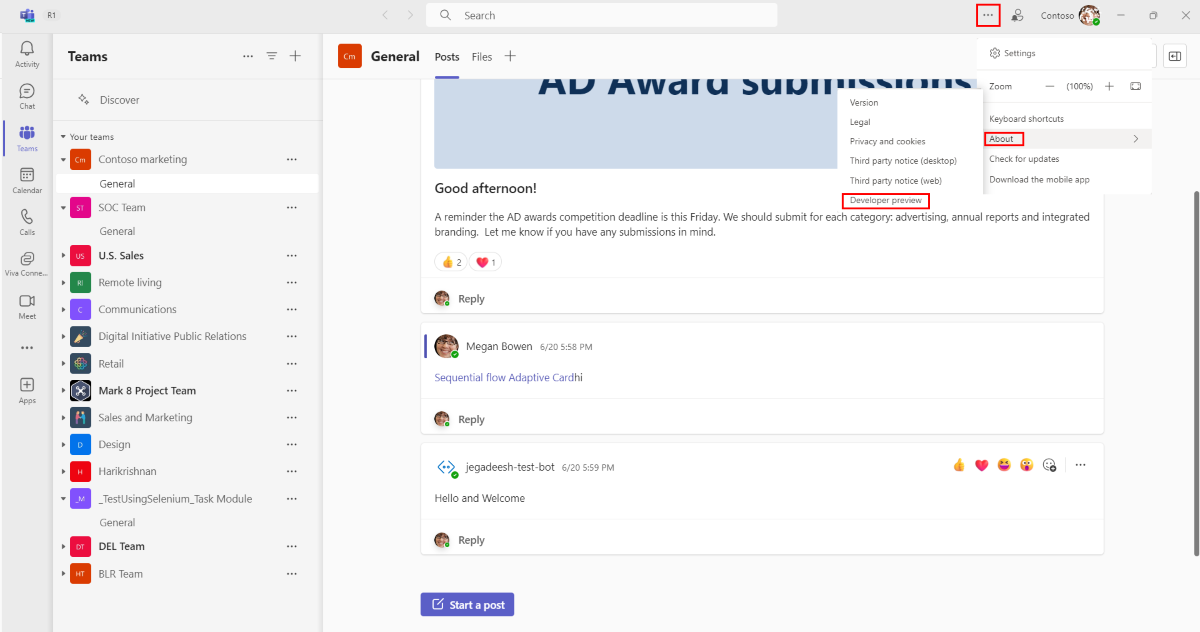 R1
Search
Contoso
Activity
Chat
Teams
Calendar
Calls
Viva Conne...
Meet
Apps
Teams
Discover
Your teams
Cm Contoso marketing
General
ST SOC Team
General
US U.S. Sales
Rl Remote living
C Communications
Digital Initiative Public Relations
Retail
Mark 8 Project Team
Sales and Marketing
D Design
H Harikrishnan
_M _TestUsingSelenium_Task Module
General
DT DEL Team
HT BLR Team
Cm General Posts Files
AD Award submissions
Good afternoon!
A reminder the AD awards competition deadline is this Friday. We should submit for each category: advertising, annual reports and integrated
branding.  Let me know if you have any submissions in mind.
2 1
Reply
Megan Bowen 6/20 5:58 PM
Sequential flow Adaptive Cardhi
Reply
jegadeesh-test-bot 6/20 5:59 PM
Hello and Welcome
Reply
Start a post
Settings
Zoom (100%)
Keyboard shortcuts
About
Check for updates
Download the mobile app
Version
Legal
Privacy and cookies
Third party notice (desktop)
Third party notice (web)
Developer preview